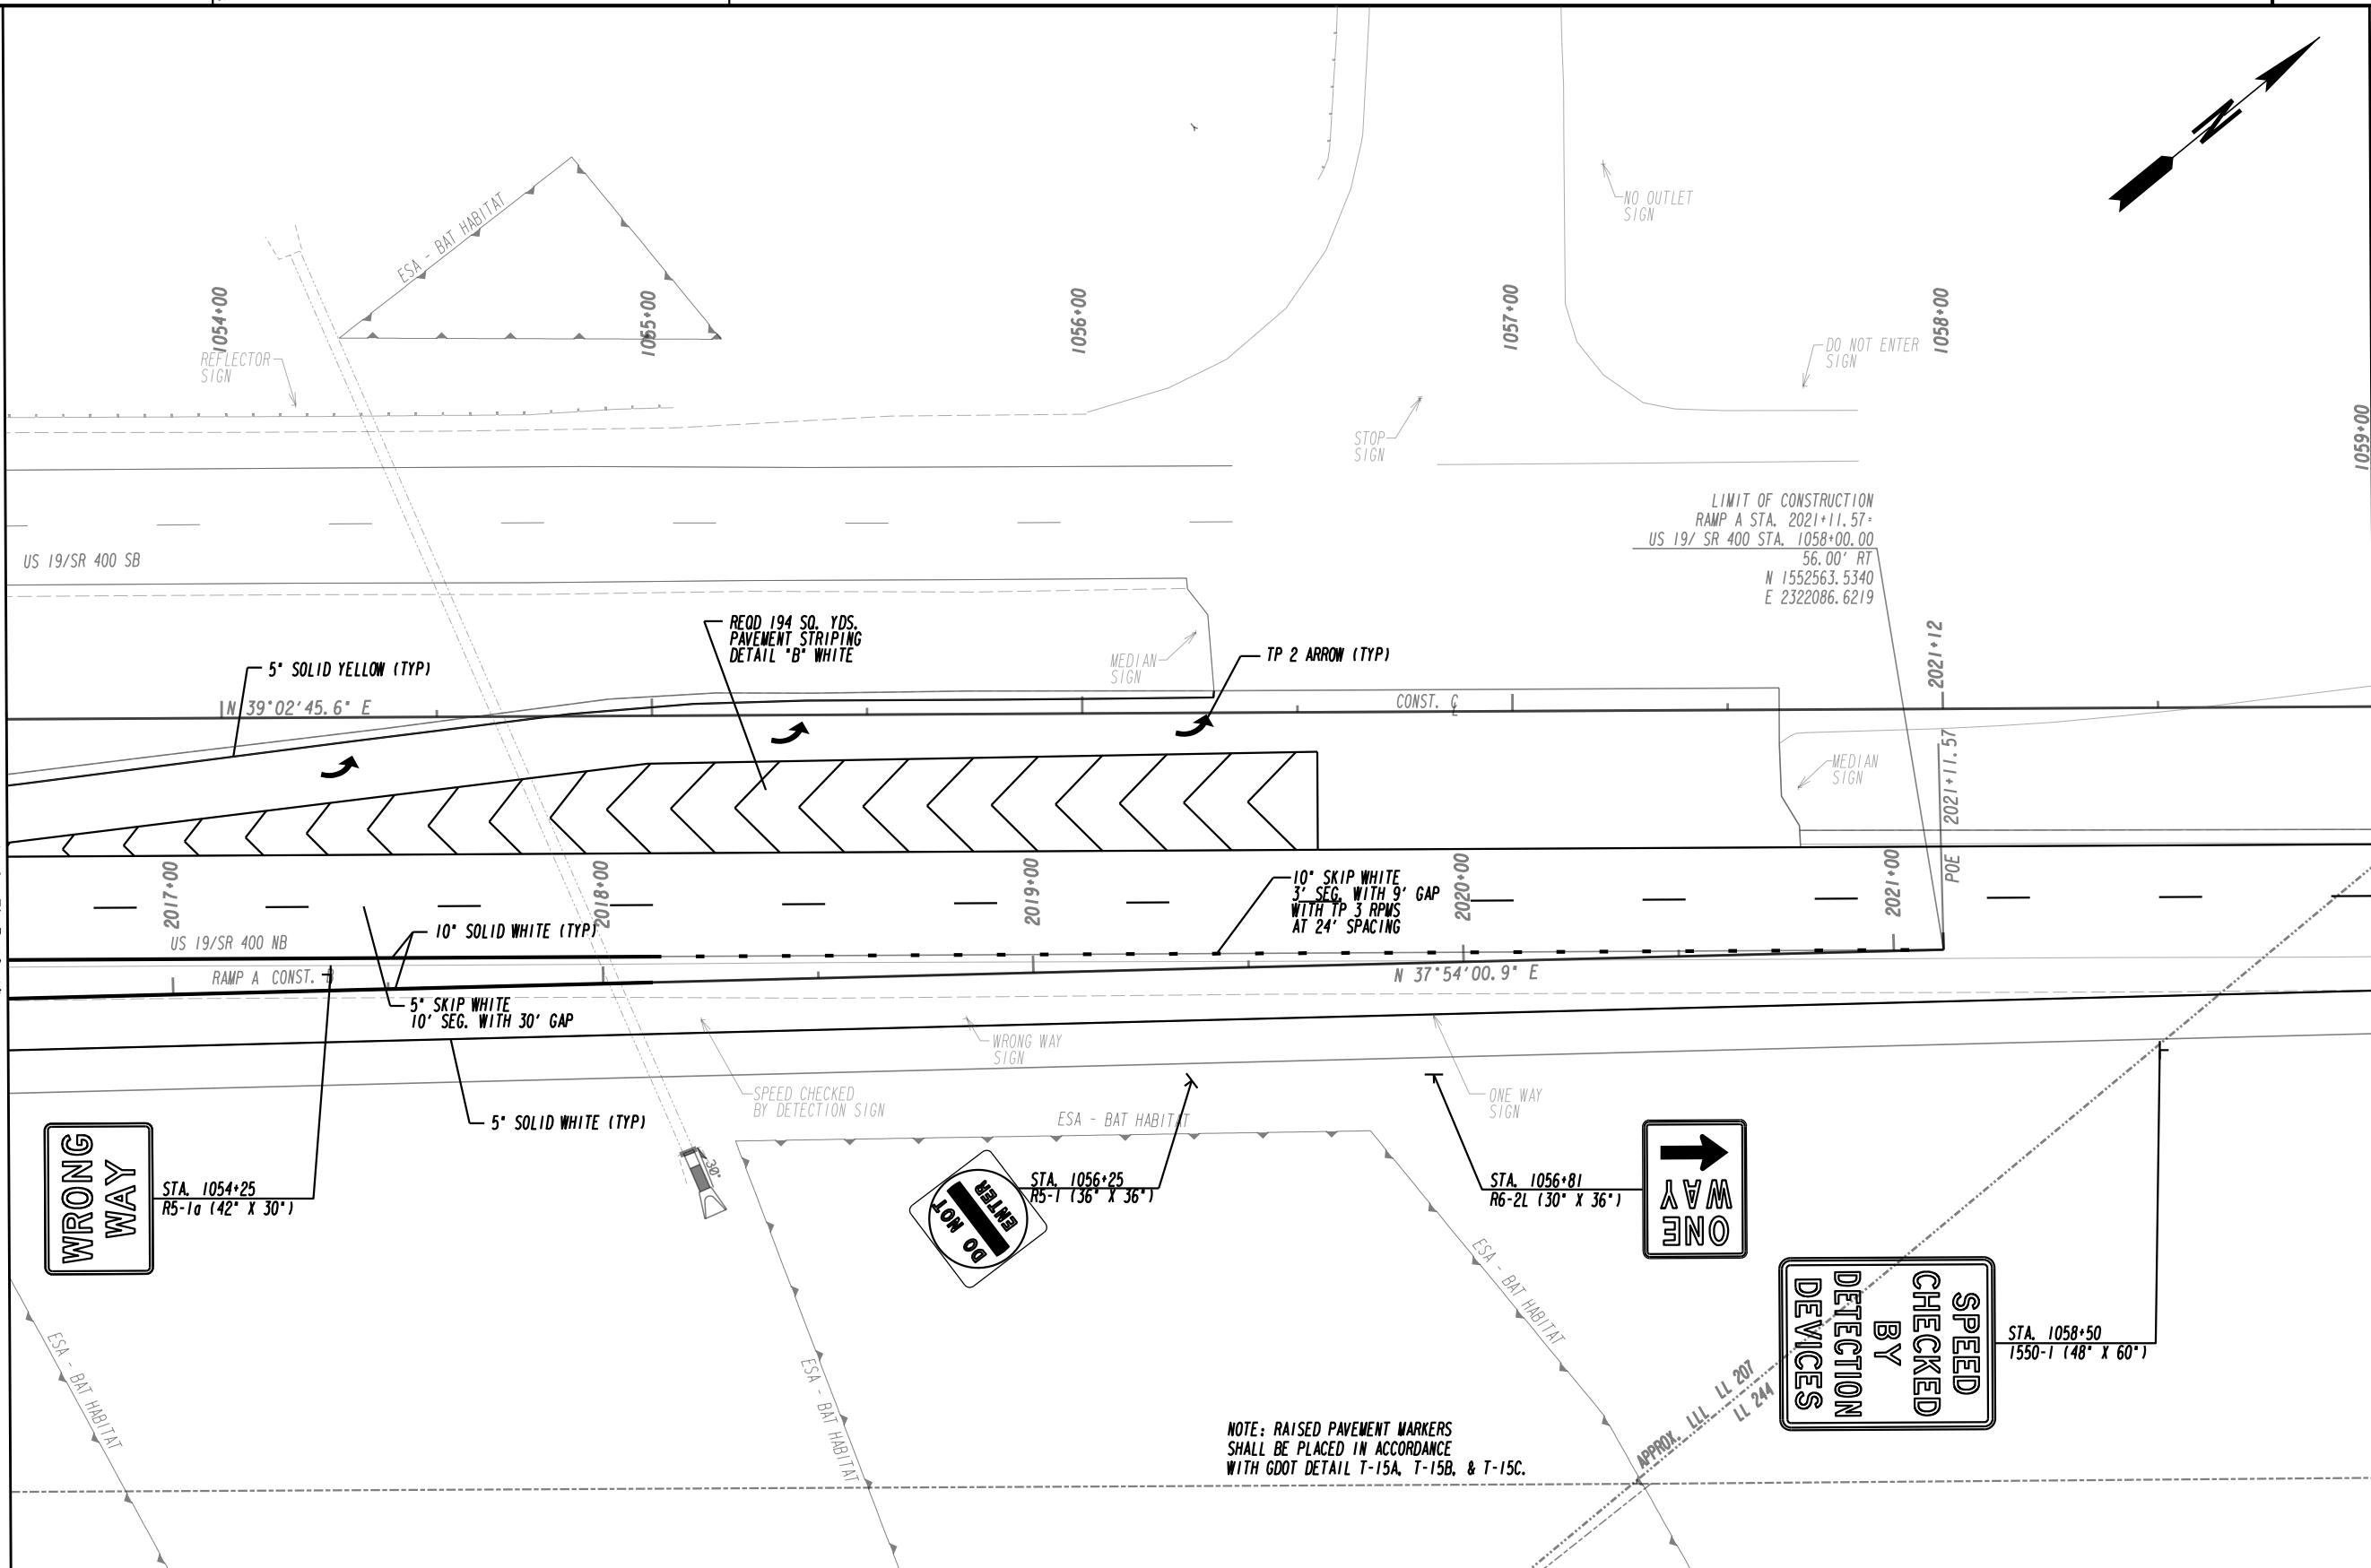 N
ESA - BAT HABITAT
NO OUTLET
SIGN
1054+00
1055+00
1056+00
1057+00
1058+00
1059+00
REFLECTOR
SIGN
DO NOT ENTER
SIGN
STOP
SIGN
LIMIT OF CONSTRUCTION
RAMP A STA. 2021+11.57=
US 19/ SR 400 STA. 1058+00.00
56.00' RT
N 1552563.5340
E 2322086.6219
US 19/SR 400 SB
REQD 194 SQ. YDS.
PAVEMENT STRIPING
DETAIL "B" WHITE
MEDIAN
SIGN
TP 2 ARROW (TYP)
5" SOLID YELLOW (TYP)
2021+12
N 39°02'45.6" E
CONST. ℄
MEDIAN
SIGN
POE 2021+11.57
2017+00
2018+00
2019+00
2020+00
2021+00
10" SKIP WHITE
3' SEG. WITH 9' GAP
WITH TP 3 RPMS
AT 24' SPACING
10" SOLID WHITE (TYP)
US 19/SR 400 NB
RAMP A CONST. B
N 37°54'00.9" E
5" SKIP WHITE
10' SEG. WITH 30' GAP
WRONG WAY
SIGN
SPEED CHECKED
BY DETECTION SIGN
ONE WAY
SIGN
5" SOLID WHITE (TYP)
ESA - BAT HABITAT
30"
WRONG
WAY
STA. 1054+25
R5-1a (42" X 30")
DO NOT
ENTER
STA. 1056+25
R5-1 (36" X 36")
STA. 1056+81
R6-2L (30" X 36")
ONE
WAY
SPEED
CHECKED
BY
DETECTION
DEVICES
STA. 1058+50
1550-1 (48" X 60")
ESA - BAT HABITAT
ESA - BAT HABITAT
ESA - BAT HABITAT
APPROX. LLL
LL 207
LL 244
NOTE: RAISED PAVEMENT MARKERS
SHALL BE PLACED IN ACCORDANCE
WITH GDOT DETAIL T-15A, T-15B, & T-15C.